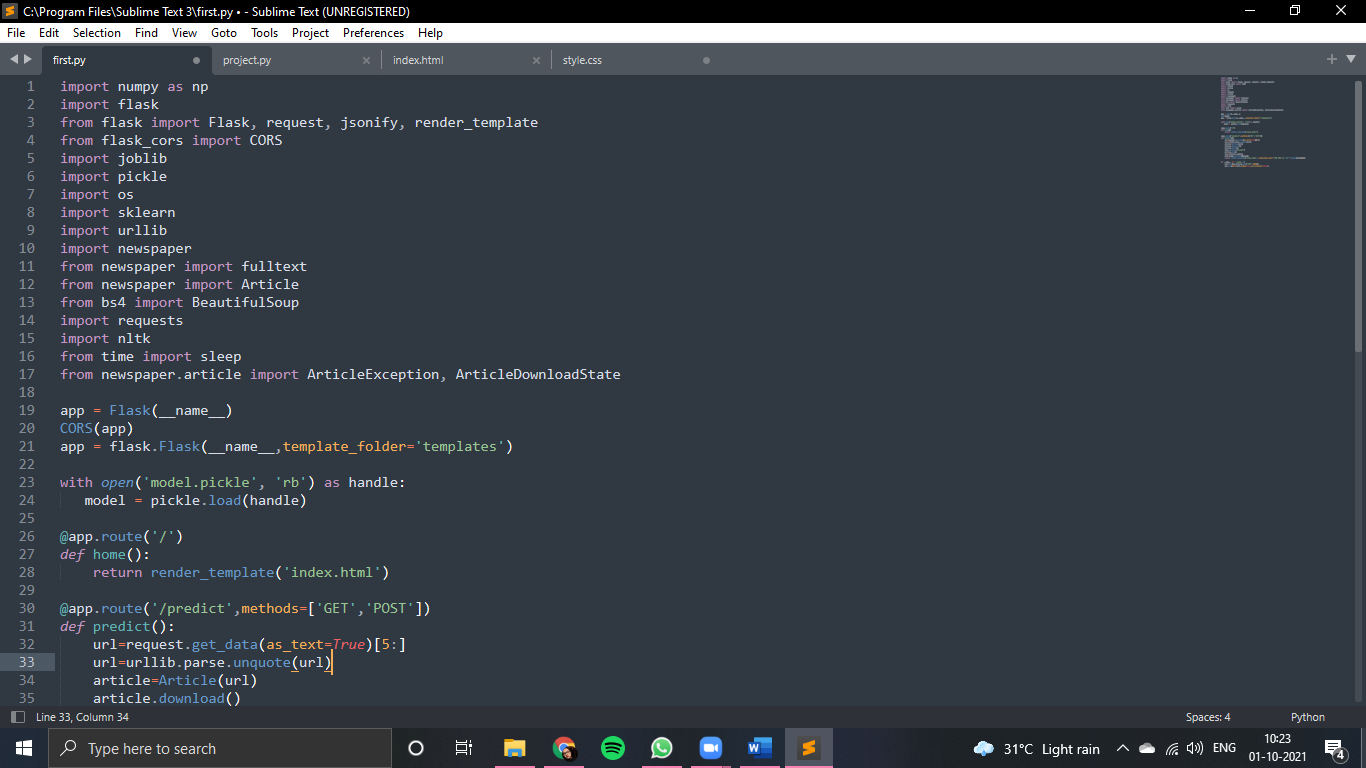 C:\Program Files\Sublime Text 3\first.py • - Sublime Text (UNREGISTERED)
File Edit Selection Find View Goto Tools Project Preferences Help
first.py project.py index.html style.css
1 import numpy as np
2 import flask
3 from flask import Flask, request, jsonify, render_template
4 from flask_cors import CORS
5 import joblib
6 import pickle
7 import os
8 import sklearn
9 import urllib
10 import newspaper
11 from newspaper import fulltext
12 from newspaper import Article
13 from bs4 import BeautifulSoup
14 import requests
15 import nltk
16 from time import sleep
17 from newspaper.article import ArticleException, ArticleDownloadState
18
19 app = Flask(__name__)
20 CORS(app)
21 app = flask.Flask(__name__,template_folder='templates')
22
23 with open('model.pickle', 'rb') as handle:
24    model = pickle.load(handle)
25
26 @app.route('/')
27 def home():
28     return render_template('index.html')
29
30 @app.route('/predict',methods=['GET','POST'])
31 def predict():
32     url=request.get_data(as_text=True)[5:]
33     url=urllib.parse.unquote(url)
34     article=Article(url)
35     article.download()
Line 33, Column 34 Spaces: 4 Python
Type here to search 31°C Light rain ENG 10:23
01-10-2021 4